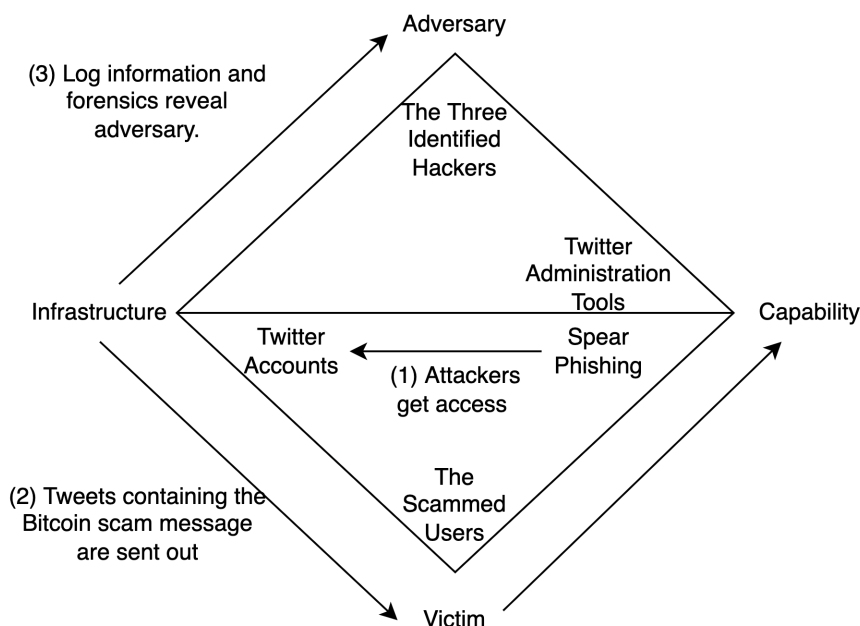 Adversary
(3) Log information and
forensics reveal
adversary.
The Three
Identified
Hackers
Twitter
Administration
Tools
Infrastructure
Capability
Twitter
Accounts
Spear
Phishing
(1) Attackers
get access
The
Scammed
Users
(2) Tweets containing the
Bitcoin scam message
are sent out
Victim